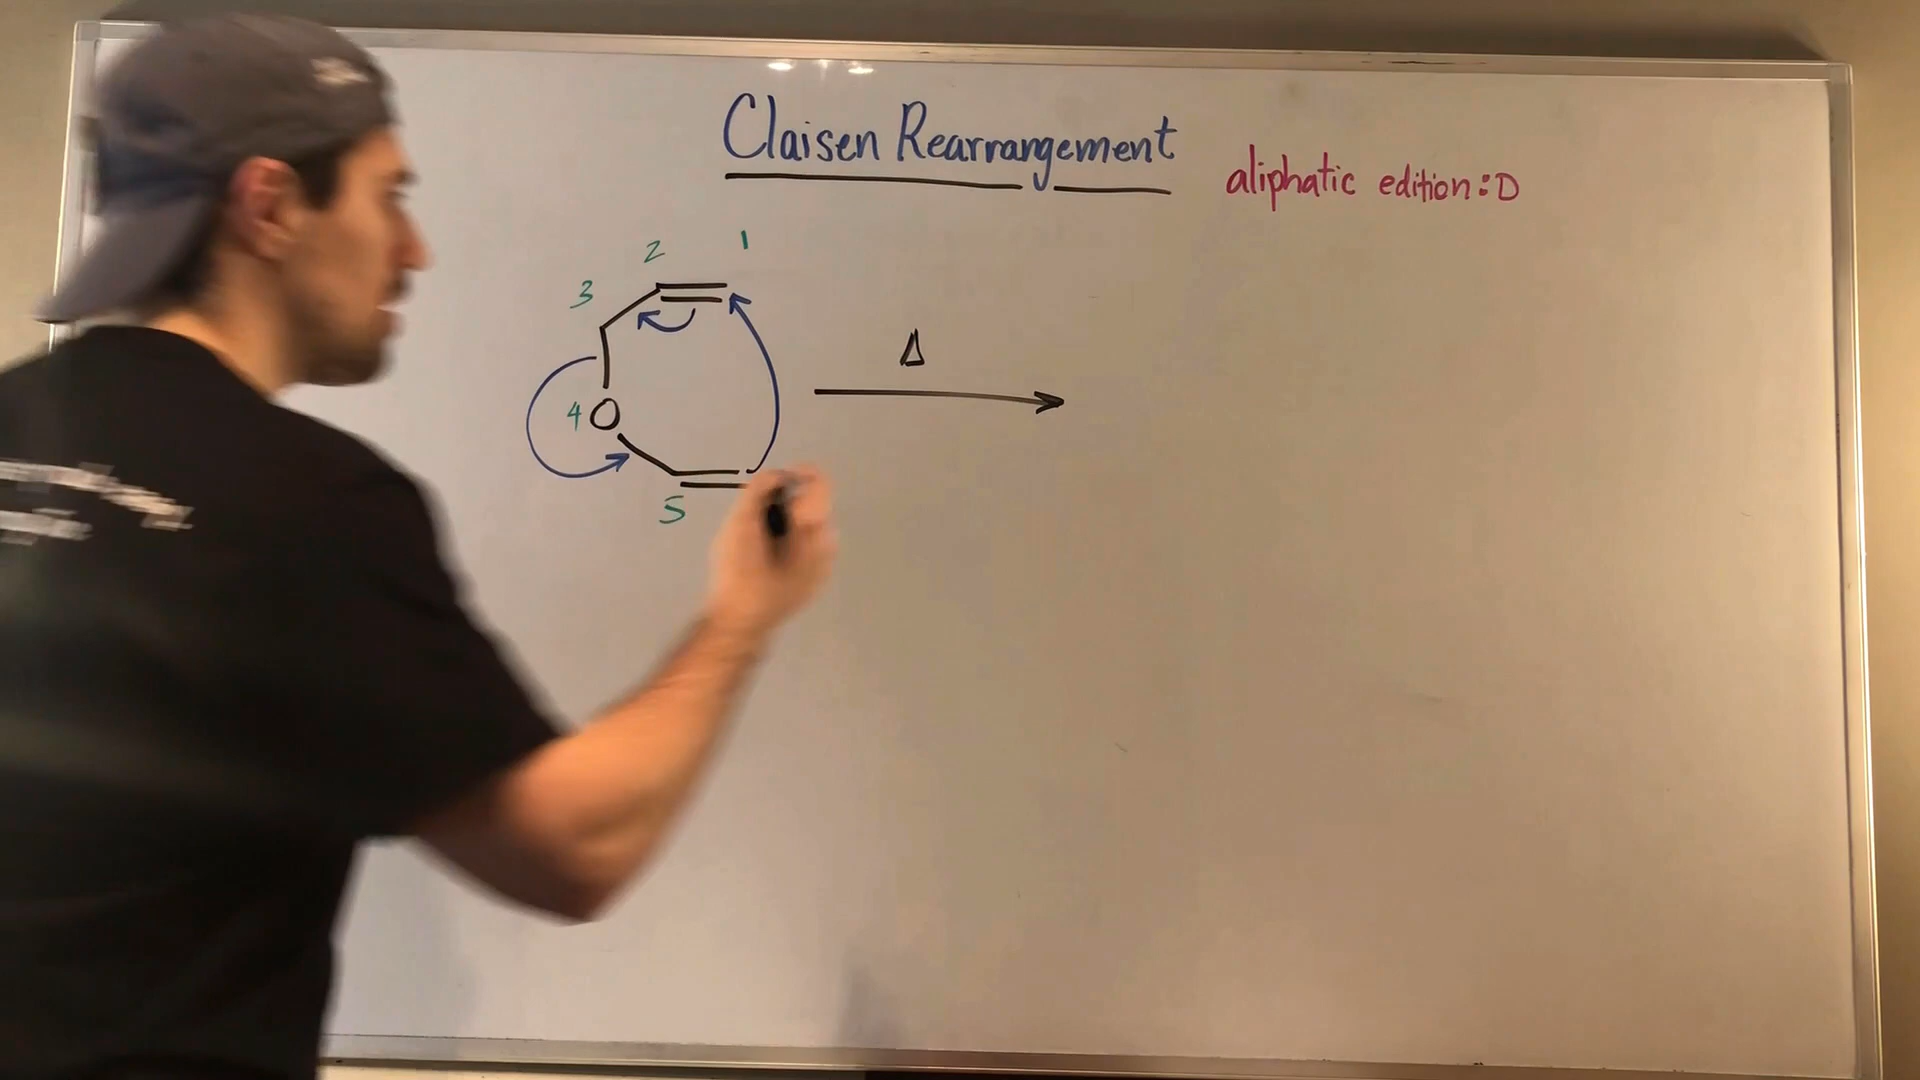 Claisen Rearrangement
aliphatic edition :D
2 1
3
Δ
4 O
5